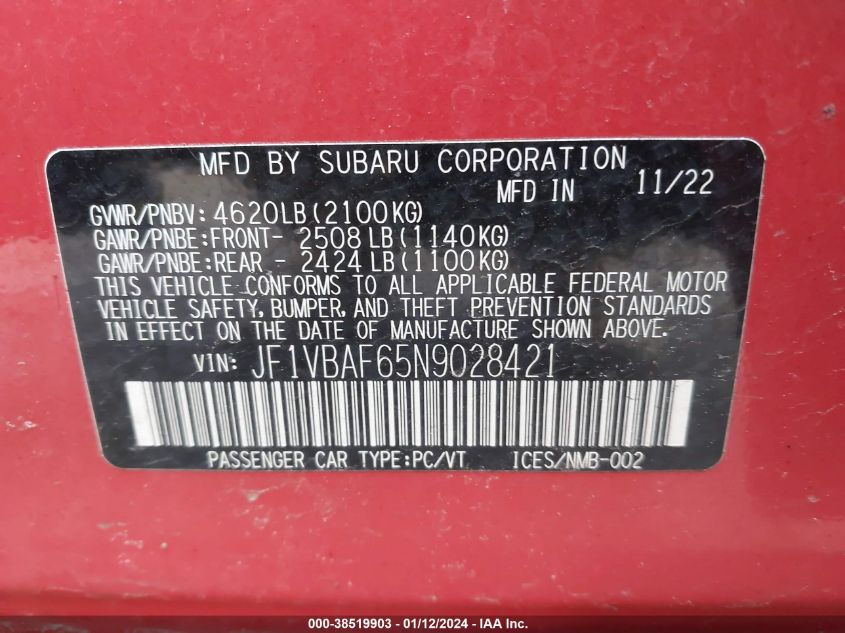 MFD BY SUBARU CORPORATION
MFD IN 11/22
GVWR/PNBV: 4620LB(2100KG)
GAWR/PNBE:FRONT- 2508 LB(1140KG)
GAWR/PNBE:REAR - 2424 LB(1100KG)
THIS VEHICLE CONFORMS TO ALL APPLICABLE FEDERAL MOTOR
VEHICLE SAFETY, BUMPER, AND THEFT PREVENTION STANDARDS
IN EFFECT ON THE DATE OF MANUFACTURE SHOWN ABOVE.
VIN: JF1VBAF65N9028421
PASSENGER CAR TYPE:PC/VT ICES/NMB-002
000-38519903 - 01/12/2024 - IAA Inc.